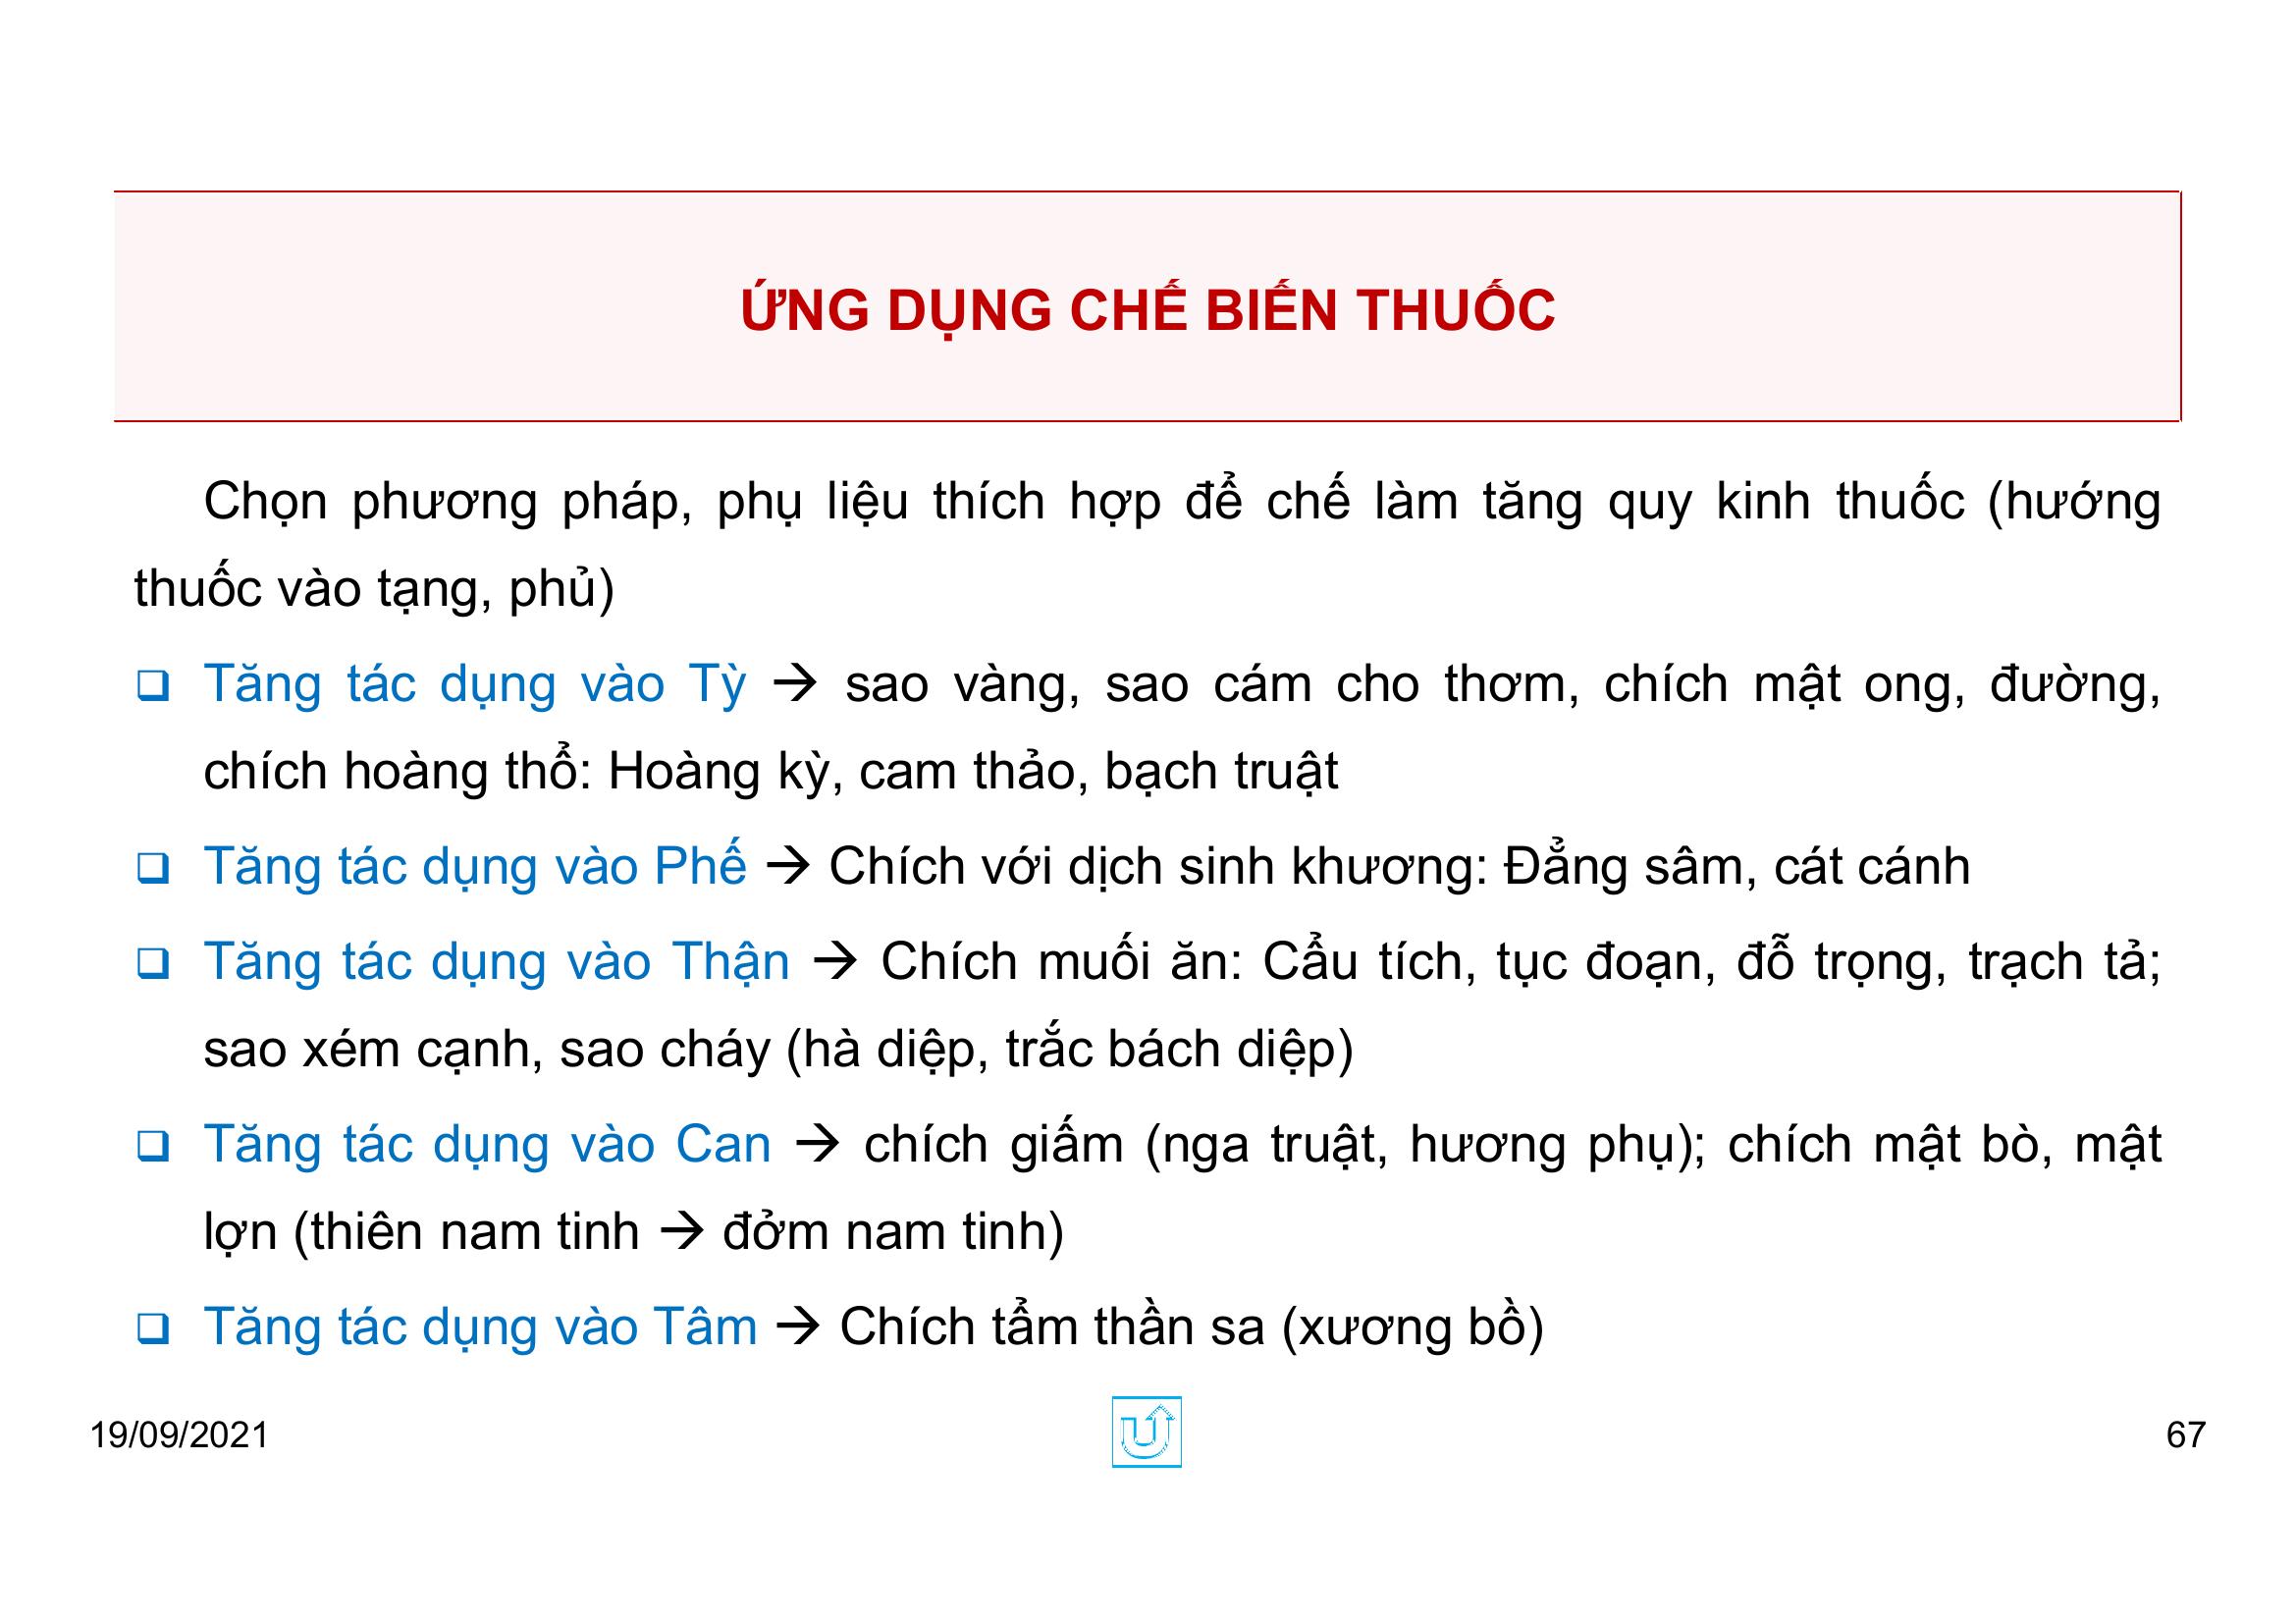 ỨNG DỤNG CHẾ BIẾN THUỐC
Chọn phương pháp, phụ liệu thích hợp để chế làm tăng quy kinh thuốc (hướng
thuốc vào tạng, phủ)
❑ Tăng tác dụng vào Tỳ → sao vàng, sao cám cho thơm, chích mật ong, đường,
chích hoàng thổ: Hoàng kỳ, cam thảo, bạch truật
❑ Tăng tác dụng vào Phế → Chích với dịch sinh khương: Đẳng sâm, cát cánh
❑ Tăng tác dụng vào Thận → Chích muối ăn: Cẩu tích, tục đoạn, đỗ trọng, trạch tả;
sao xém cạnh, sao cháy (hà diệp, trắc bách diệp)
❑ Tăng tác dụng vào Can → chích giấm (nga truật, hương phụ); chích mật bò, mật
lợn (thiên nam tinh → đởm nam tinh)
❑ Tăng tác dụng vào Tâm → Chích tẩm thần sa (xương bồ)
19/09/2021
67